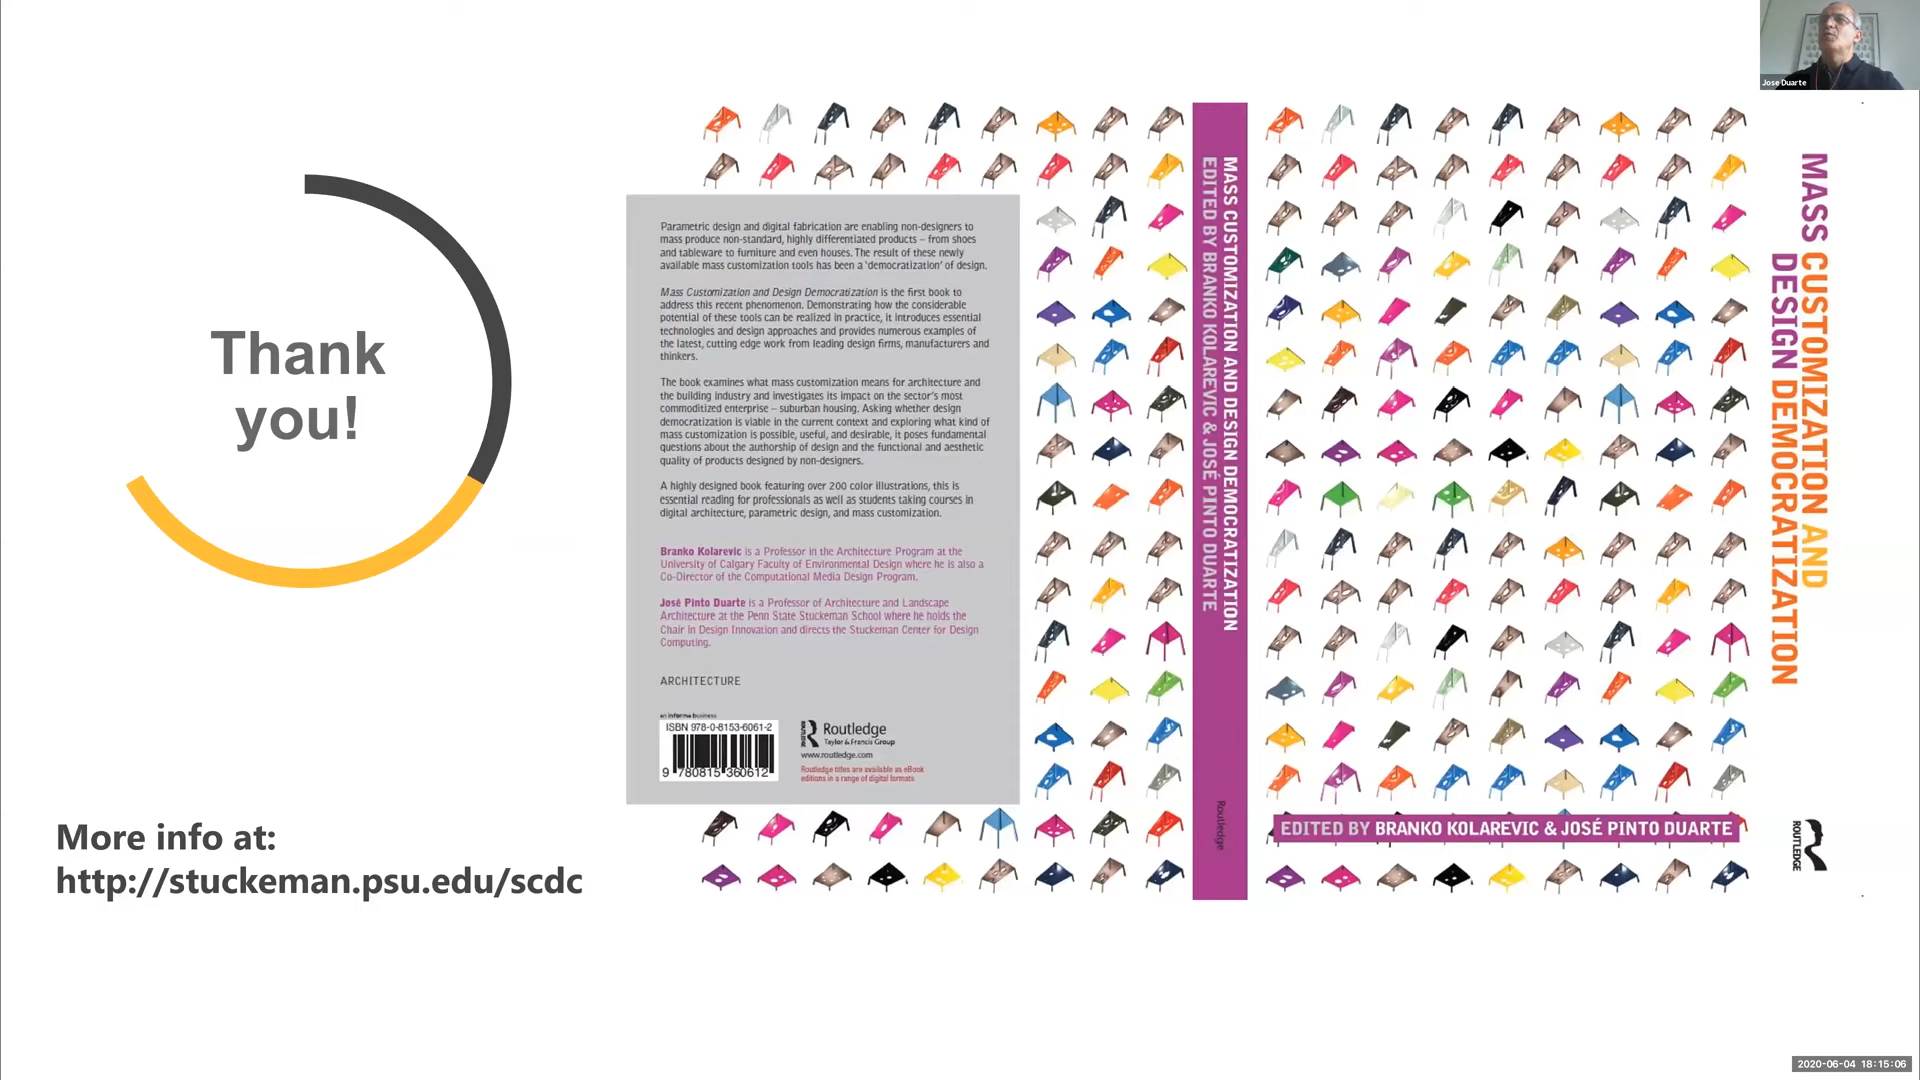 Jose Duarte
Thank
you!
More info at:
http://stuckeman.psu.edu/scdc
Parametric design and digital fabrication are enabling non-designers to
mass produce non-standard, highly differentiated products – from shoes
and tableware to furniture and even houses. The result of these newly
available mass customization tools has been a 'democratization' of design.
Mass Customization and Design Democratization is the first book to
address this recent phenomenon. Demonstrating how the considerable
potential of these tools can be realized in practice, it introduces essential
technologies and design approaches and provides numerous examples of
the latest, cutting edge work from leading design firms, manufacturers and
thinkers.
The book examines what mass customization means for architecture and
the building industry and investigates its impact on the sector's most
commoditized enterprise – suburban housing. Asking whether design
democratization is viable in the current context and exploring what kind of
mass customization is possible, useful, and desirable, it poses fundamental
questions about the authorship of design and the functional and aesthetic
quality of products designed by non-designers.
A highly designed book featuring over 200 color illustrations, this is
essential reading for professionals as well as students taking courses in
digital architecture, parametric design, and mass customization.
Branko Kolarevic is a Professor in the Architecture Program at the
University of Calgary Faculty of Environmental Design where he is also a
Co-Director of the Computational Media Design Program.
José Pinto Duarte is a Professor of Architecture and Landscape
Architecture at the Penn State Stuckeman School where he holds the
Chair in Design Innovation and directs the Stuckeman Center for Design
Computing.
ARCHITECTURE
an informa business
ISBN 978-0-8153-6061-2
9 780815 360612
ROUTLEDGE
Routledge
Taylor & Francis Group
www.routledge.com
Routledge titles are available as eBook
editions in a range of digital formats
MASS CUSTOMIZATION AND DESIGN DEMOCRATIZATION
EDITED BY BRANKO KOLAREVIC & JOSÉ PINTO DUARTE
Routledge
MASS CUSTOMIZATION AND
DESIGN DEMOCRATIZATION
EDITED BY BRANKO KOLAREVIC & JOSÉ PINTO DUARTE
ROUTLEDGE
2020-06-04 18:15:06